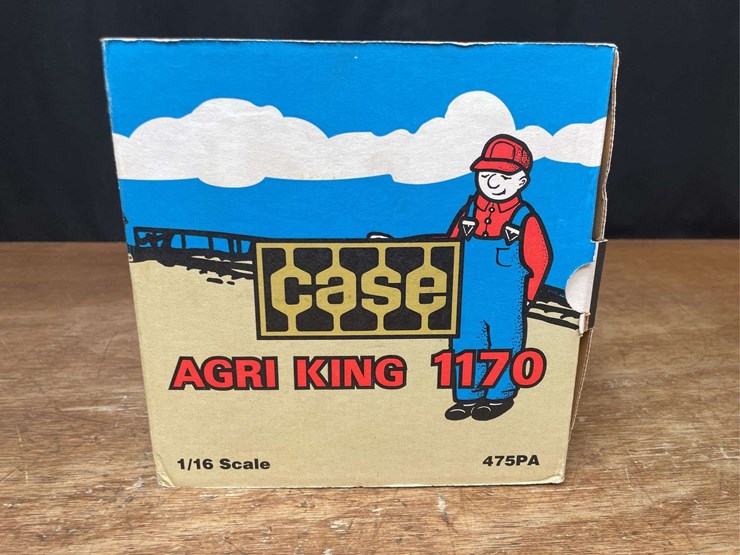 case
AGRI KING 1170
1/16 Scale
475PA